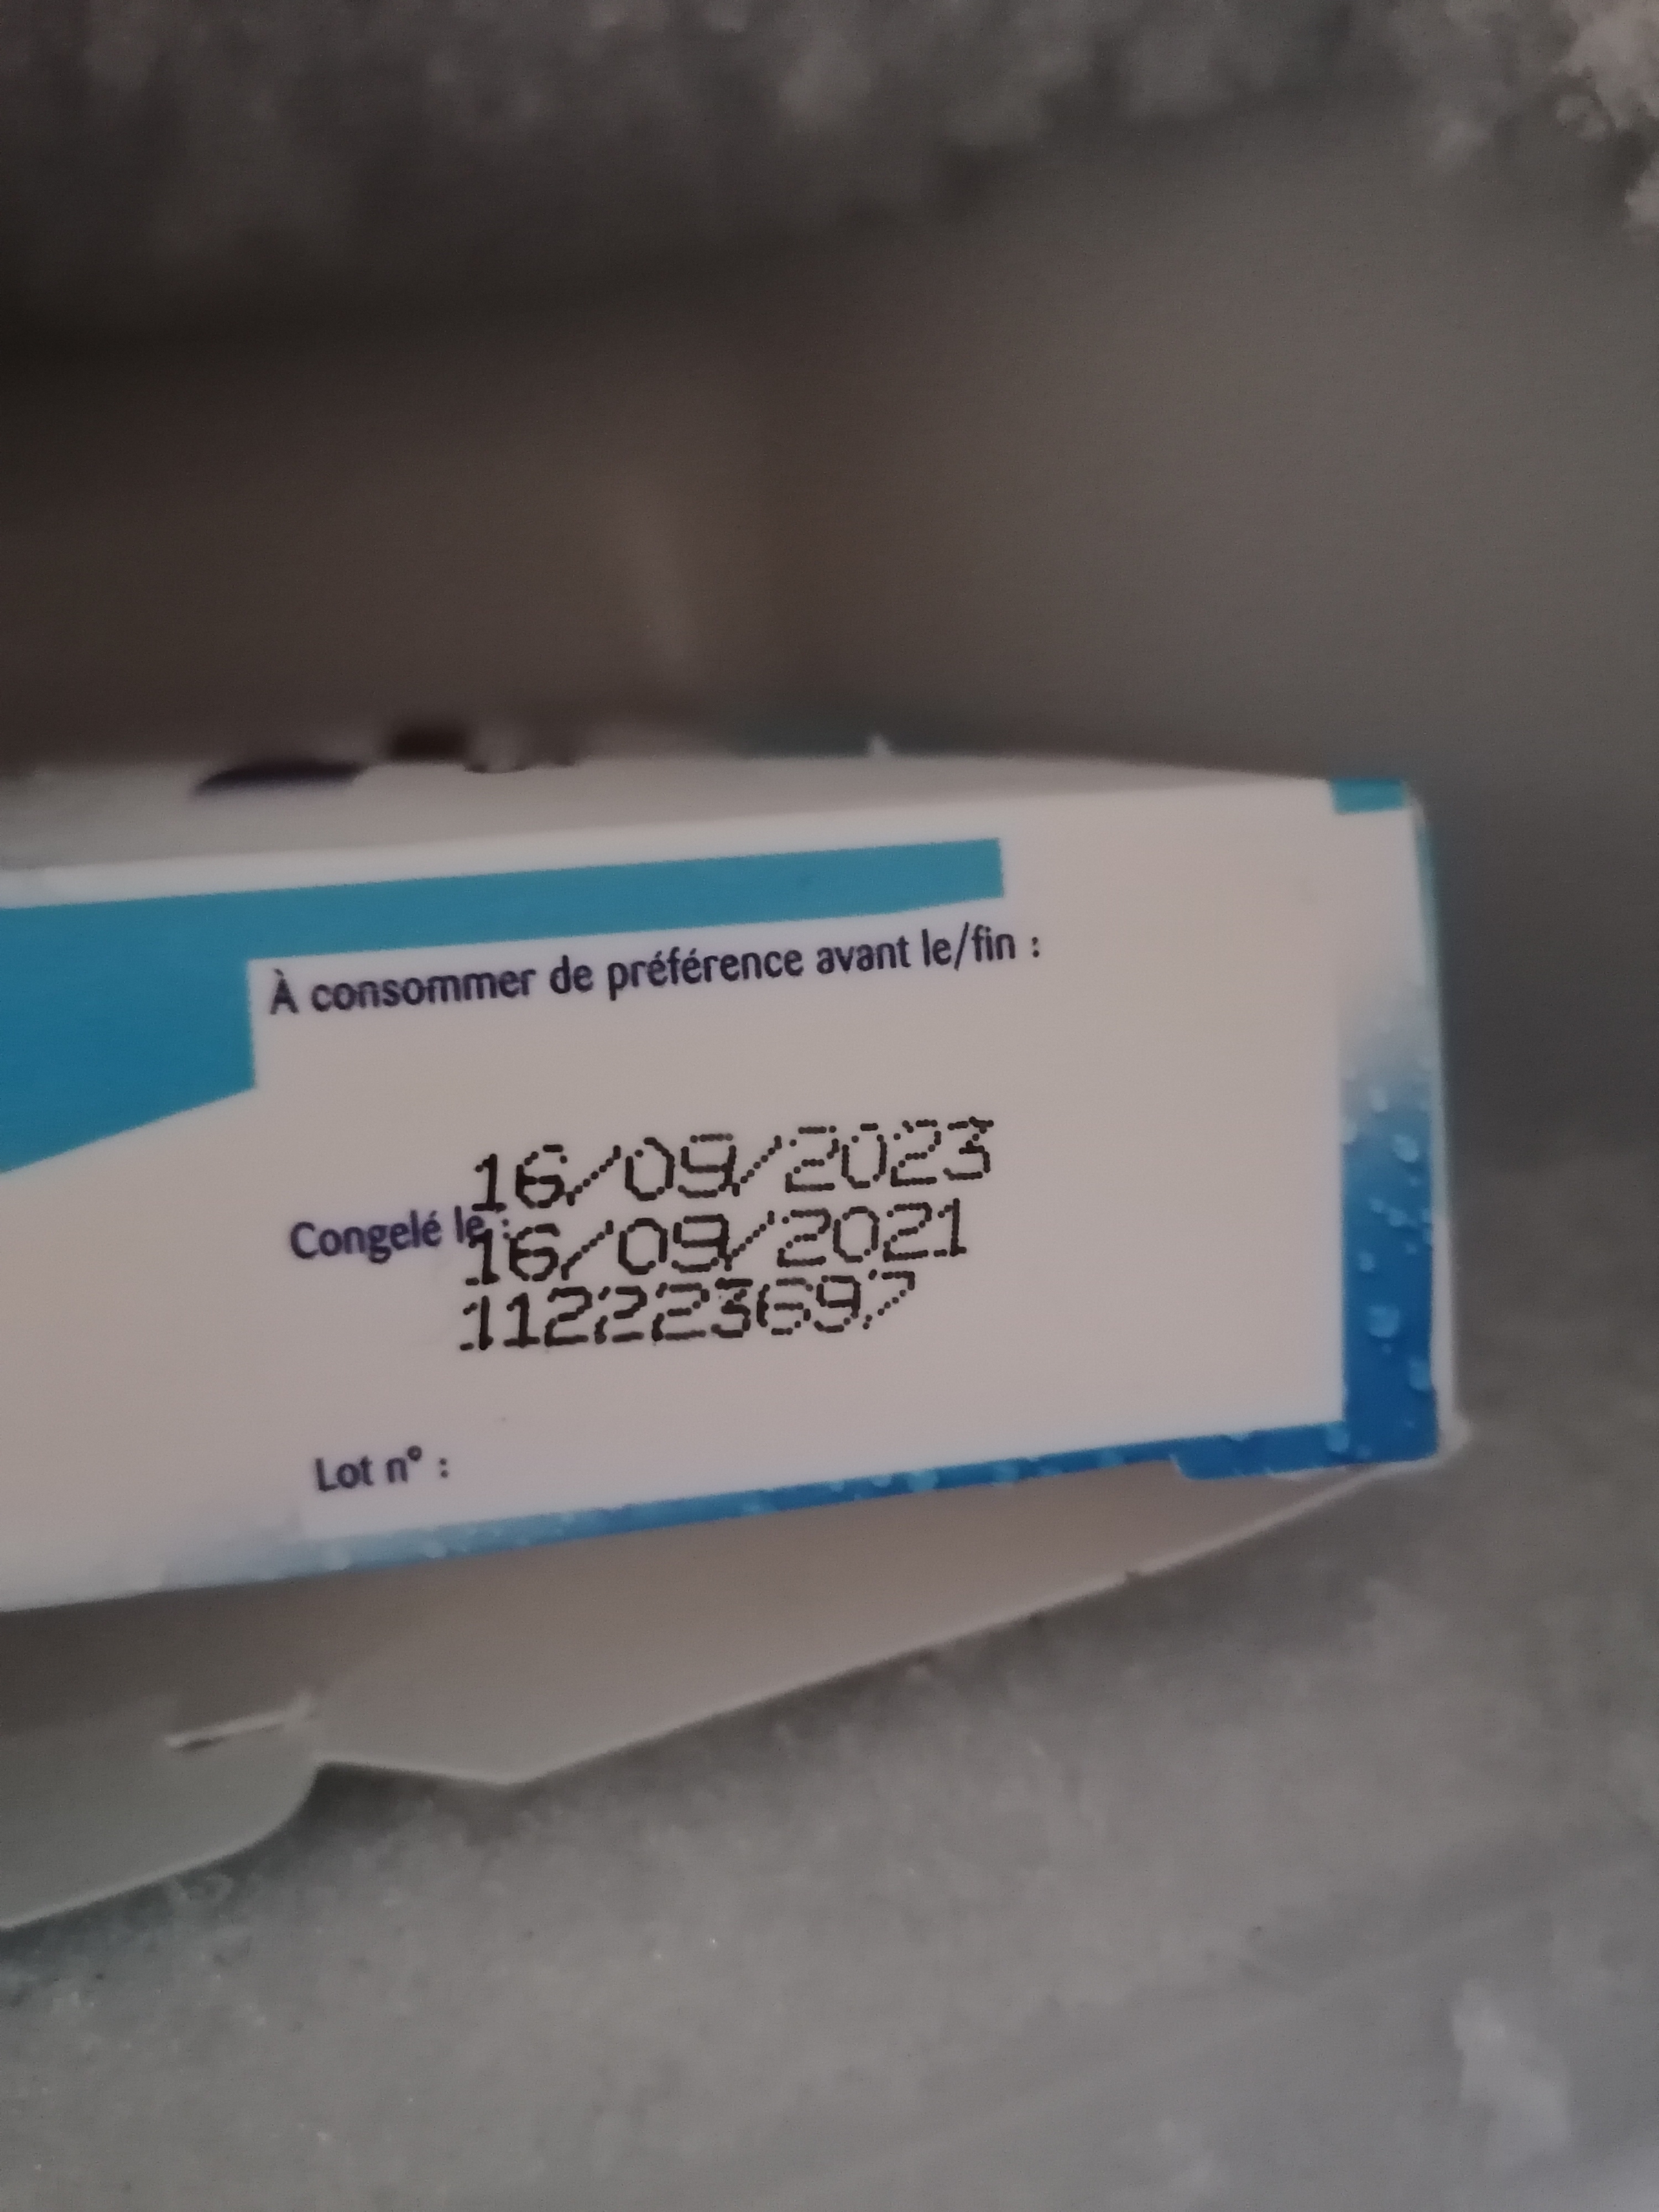 À consommer de préférence avant le/fin :
16/09/2023
Congelé le :
16/09/2021
112223697
Lot n° :